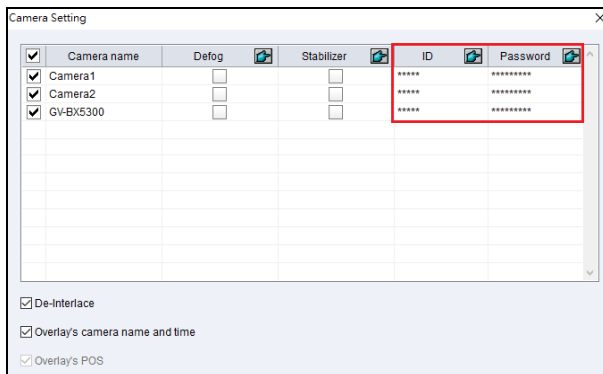 Camera Setting
Camera name Defog Stabilizer ID Password
Camera1 ***** *********
Camera2 ***** *********
GV-BX5300 ***** *********
De-Interlace
Overlay's camera name and time
Overlay's POS